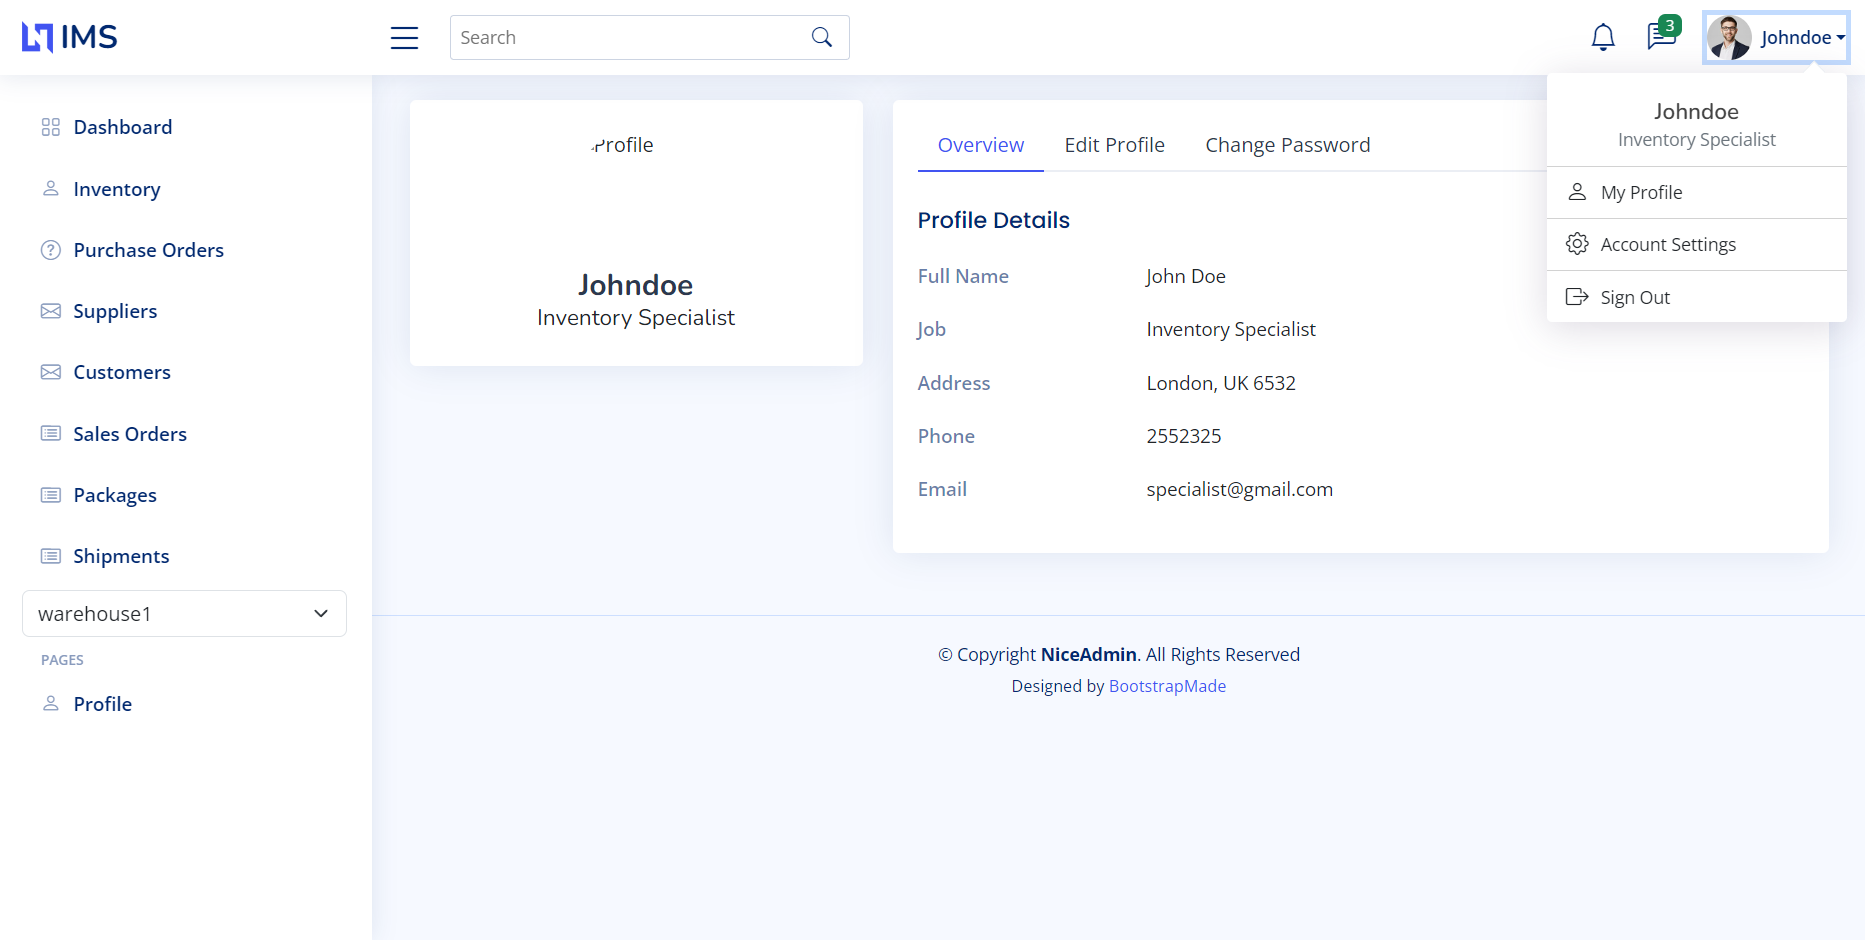 IMS
Search
3
Johndoe
Dashboard
Inventory
Purchase Orders
Suppliers
Customers
Sales Orders
Packages
Shipments
warehouse1
PAGES
Profile
Profile
Johndoe
Inventory Specialist
Overview Edit Profile Change Password
Profile Details
Full Name John Doe
Job Inventory Specialist
Address London, UK 6532
Phone 2552325
Email specialist@gmail.com
Johndoe
Inventory Specialist
My Profile
Account Settings
Sign Out
© Copyright NiceAdmin. All Rights Reserved
Designed by BootstrapMade